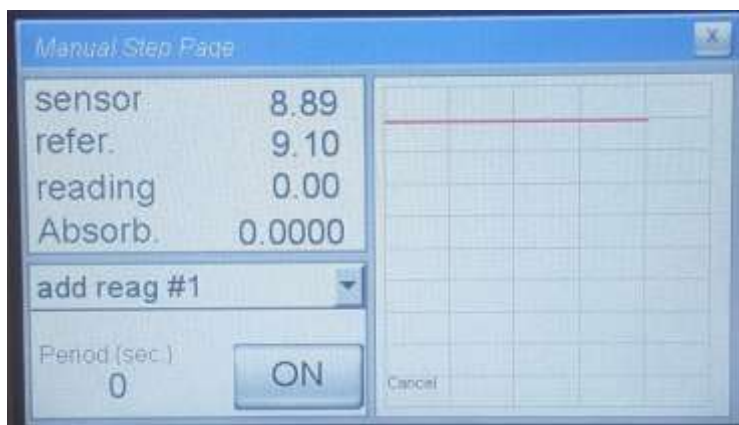 Manual Step Page
X
sensor 8.89
refer. 9.10
reading 0.00
Absorb. 0.0000
add reag #1
Period (sec.)
0
ON
Cancel